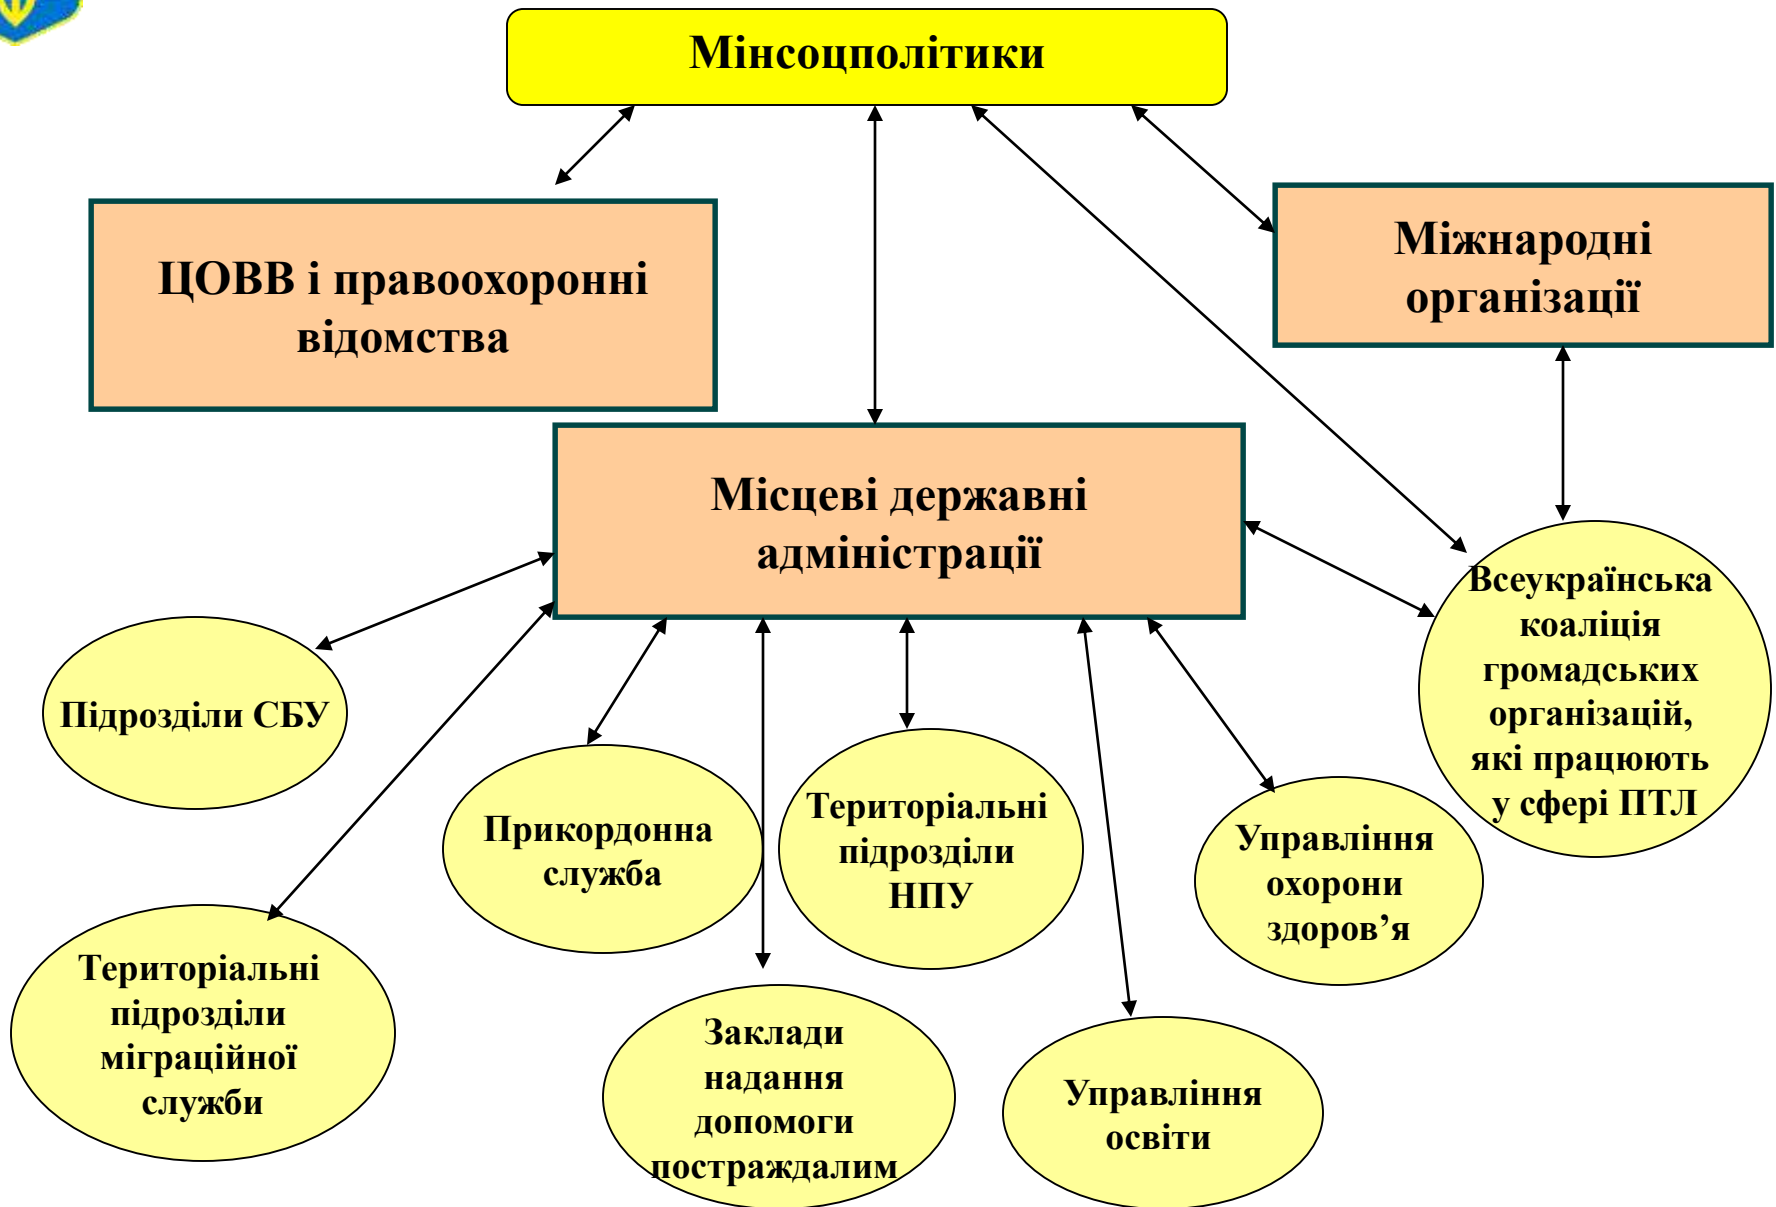 Мінсоцполітики
ЦОВВ і правоохоронні
відомства
Міжнародні
організації
Місцеві державні
адміністрації
Всеукраїнська
коаліція
громадських
організацій,
які працюють
у сфері ПТЛ
Підрозділи СБУ
Прикордонна
служба
Територіальні
підрозділи
НПУ
Управління
охорони
здоров’я
Територіальні
підрозділи
міграційної
служби
Заклади
надання
допомоги
постраждалим
Управління
освіти